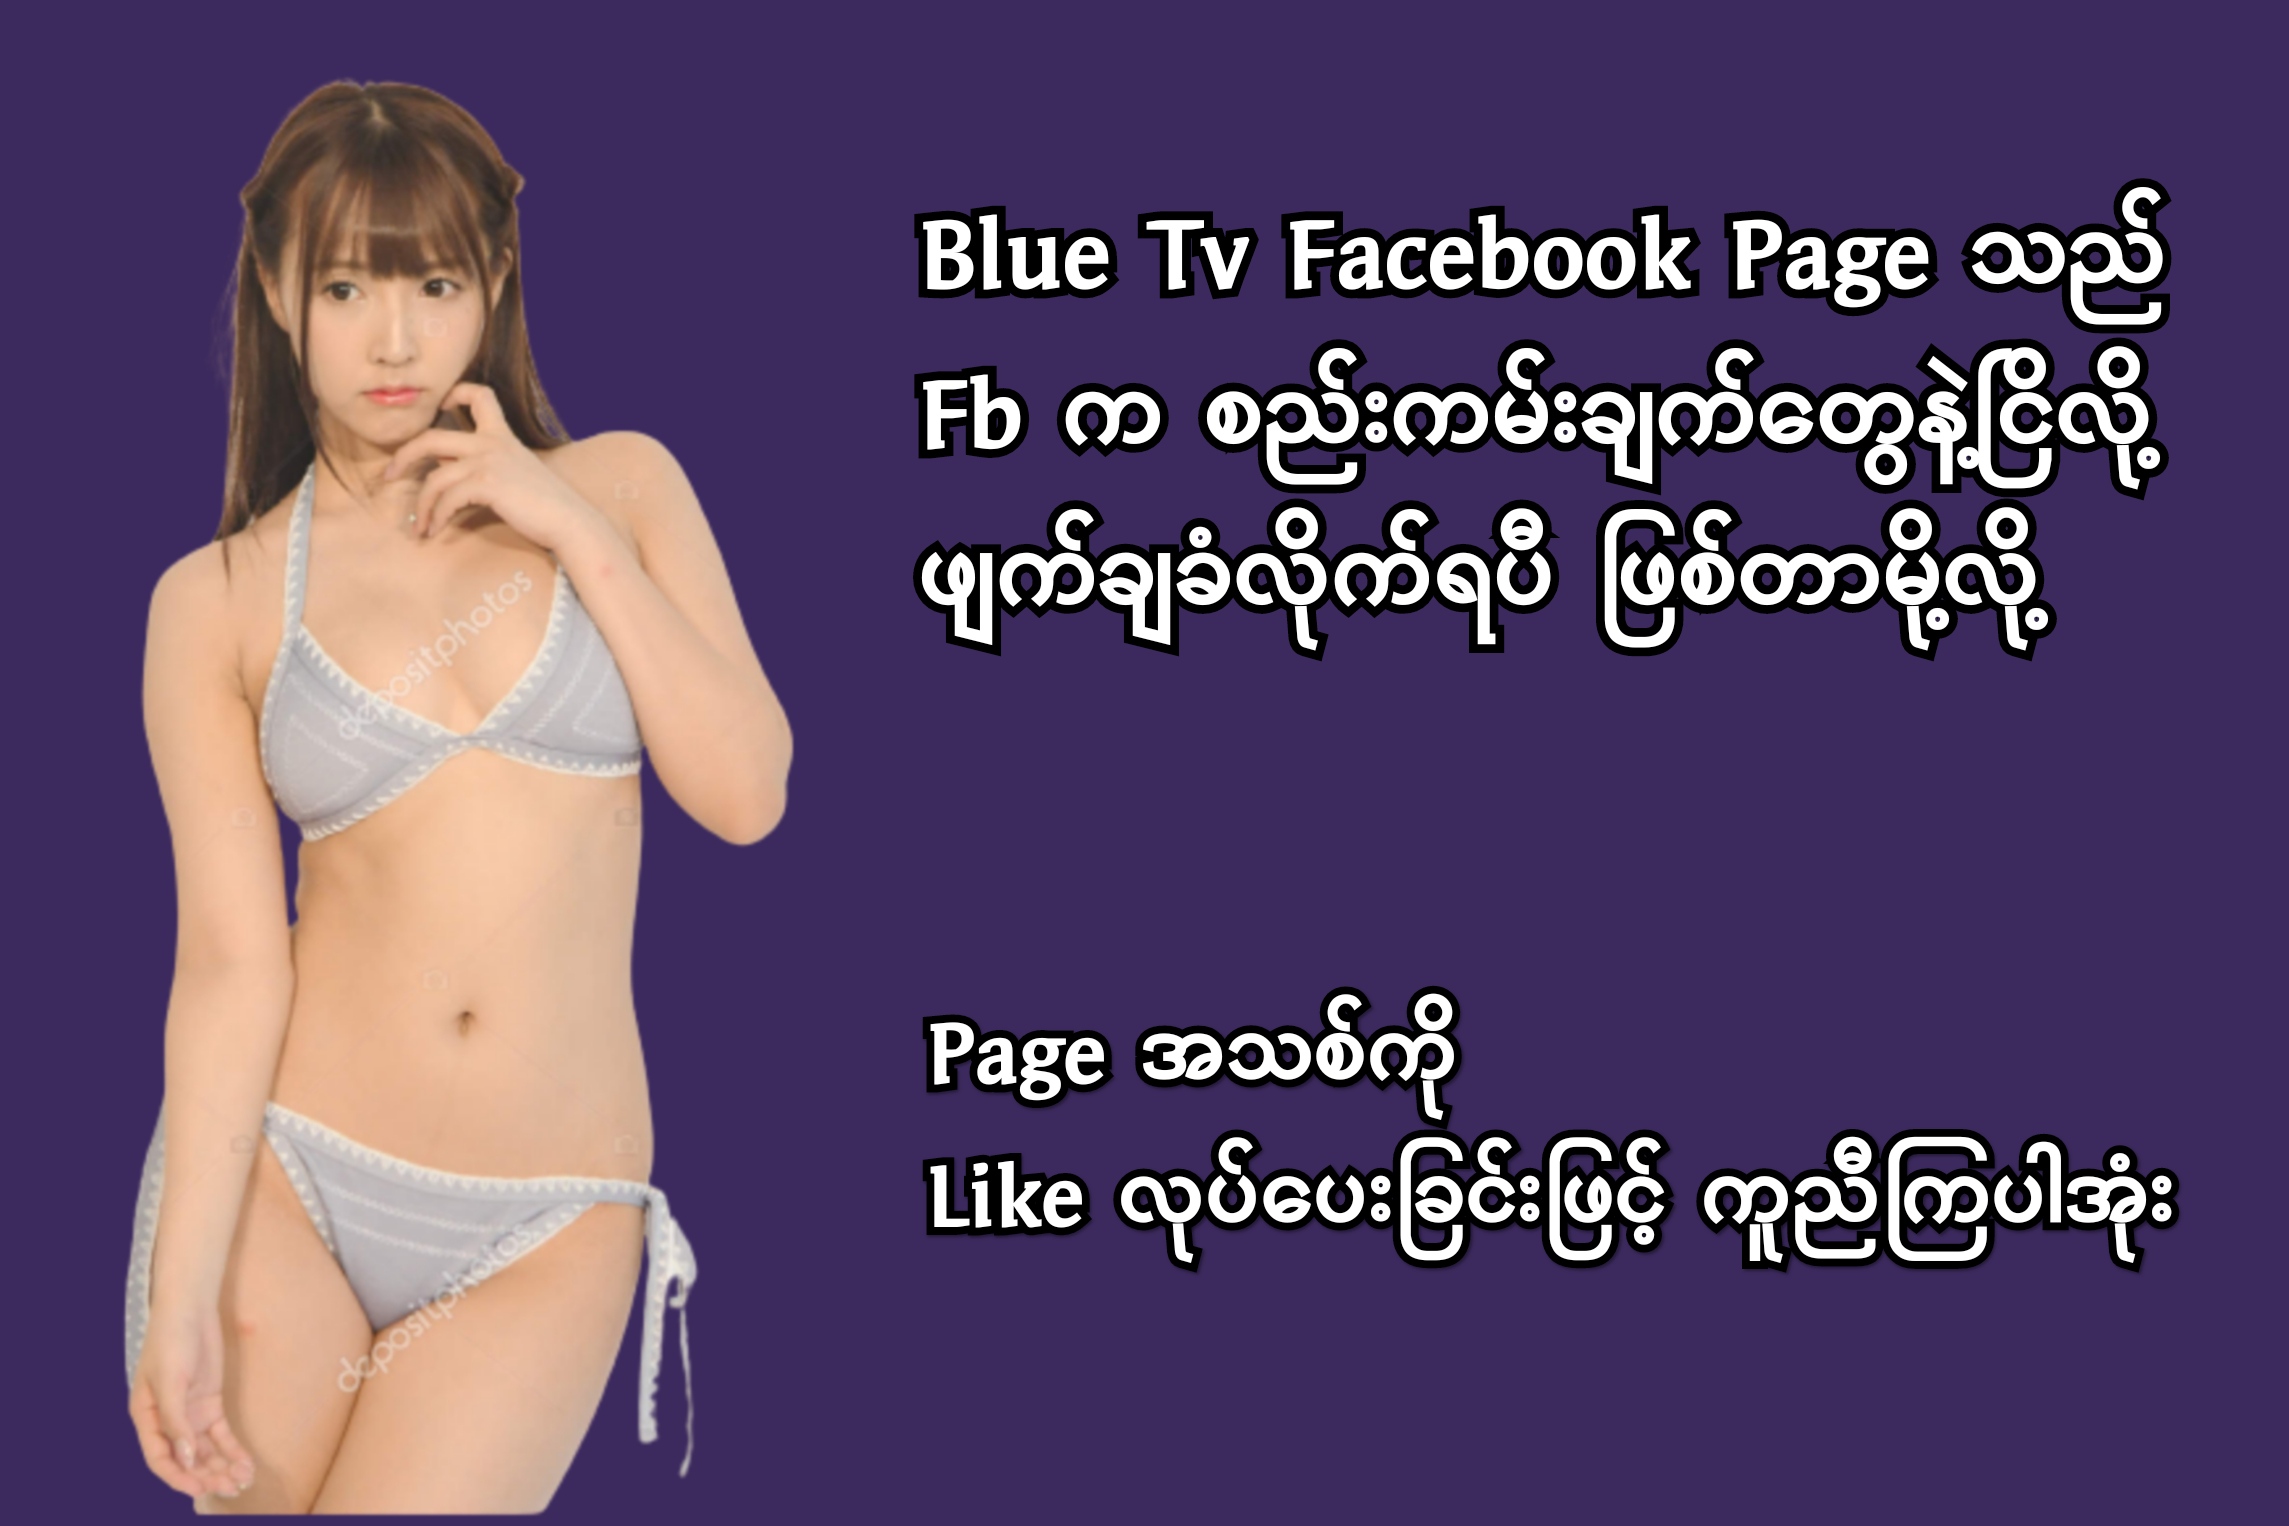 Blue Tv Facebook Page သည်
Fb က စည်းကမ်းချက်တွေနဲ့ငြိလို့
ဖျက်ချခံလိုက်ရပီ ဖြစ်တာမို့လို့
Page အသစ်ကို
Like လုပ်ပေးခြင်းဖြင့် ကူညီကြပါအုံး
depositphotos
depositphotos